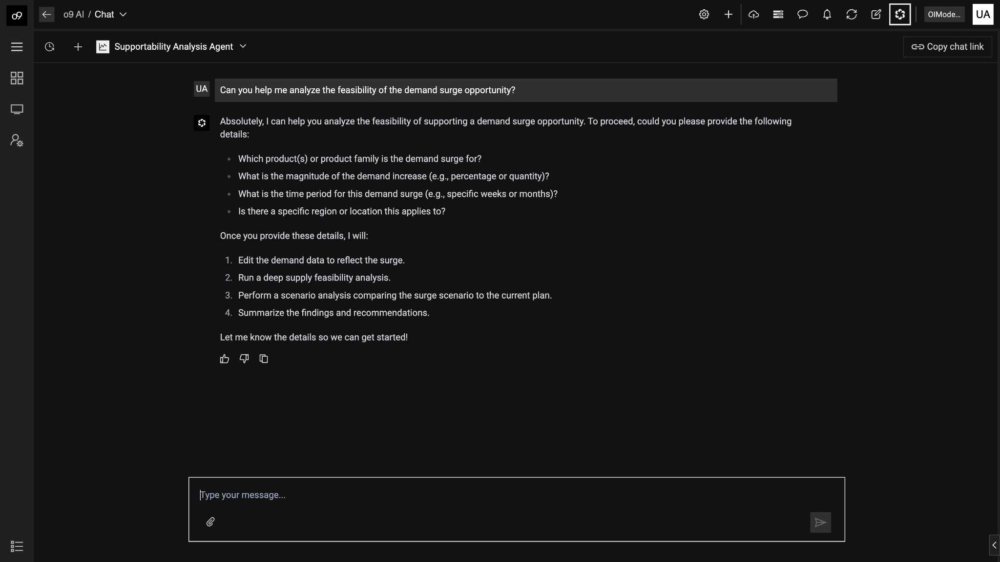 o9
o9 AI / Chat
OIMode...
UA
Supportability Analysis Agent
Copy chat link
UA
Can you help me analyze the feasibility of the demand surge opportunity?
Absolutely, I can help you analyze the feasibility of supporting a demand surge opportunity. To proceed, could you please provide the following
details:
• Which product(s) or product family is the demand surge for?
• What is the magnitude of the demand increase (e.g., percentage or quantity)?
• What is the time period for this demand surge (e.g., specific weeks or months)?
• Is there a specific region or location this applies to?
Once you provide these details, I will:
1. Edit the demand data to reflect the surge.
2. Run a deep supply feasibility analysis.
3. Perform a scenario analysis comparing the surge scenario to the current plan.
4. Summarize the findings and recommendations.
Let me know the details so we can get started!
Type your message...